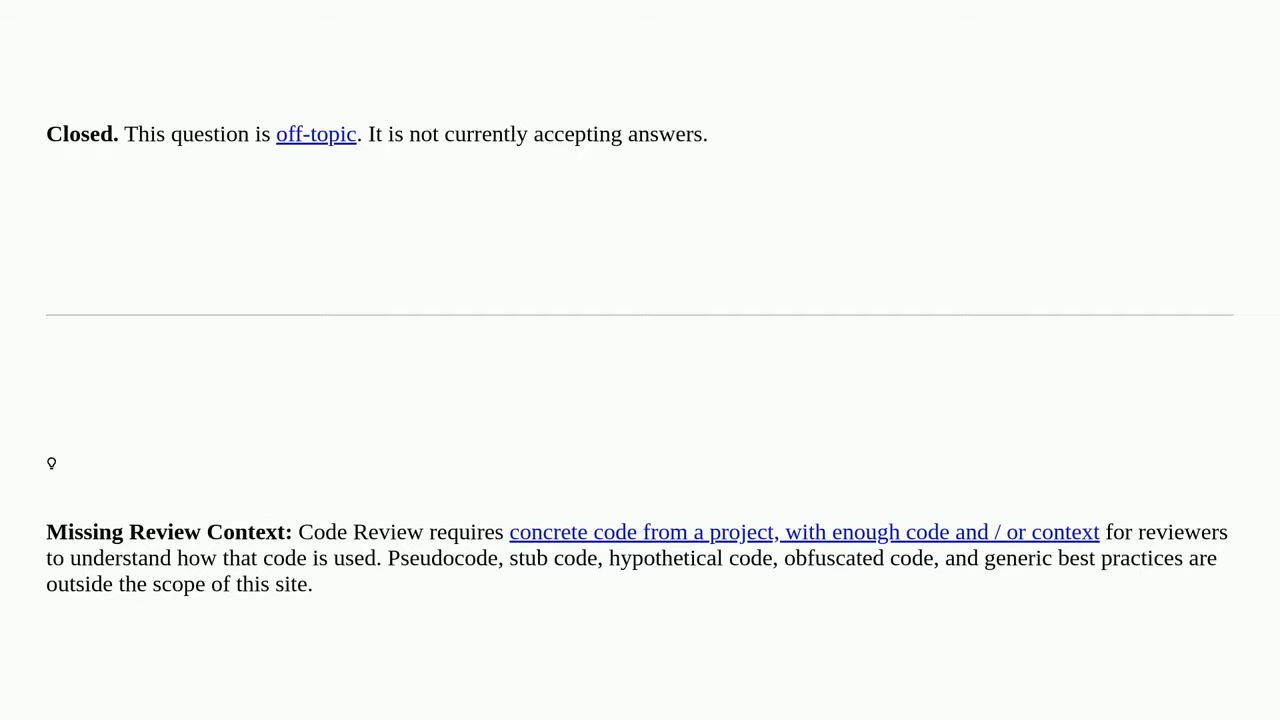 Closed. This question is off-topic. It is not currently accepting answers.
Missing Review Context: Code Review requires concrete code from a project, with enough code and / or context for reviewers
to understand how that code is used. Pseudocode, stub code, hypothetical code, obfuscated code, and generic best practices are
outside the scope of this site.